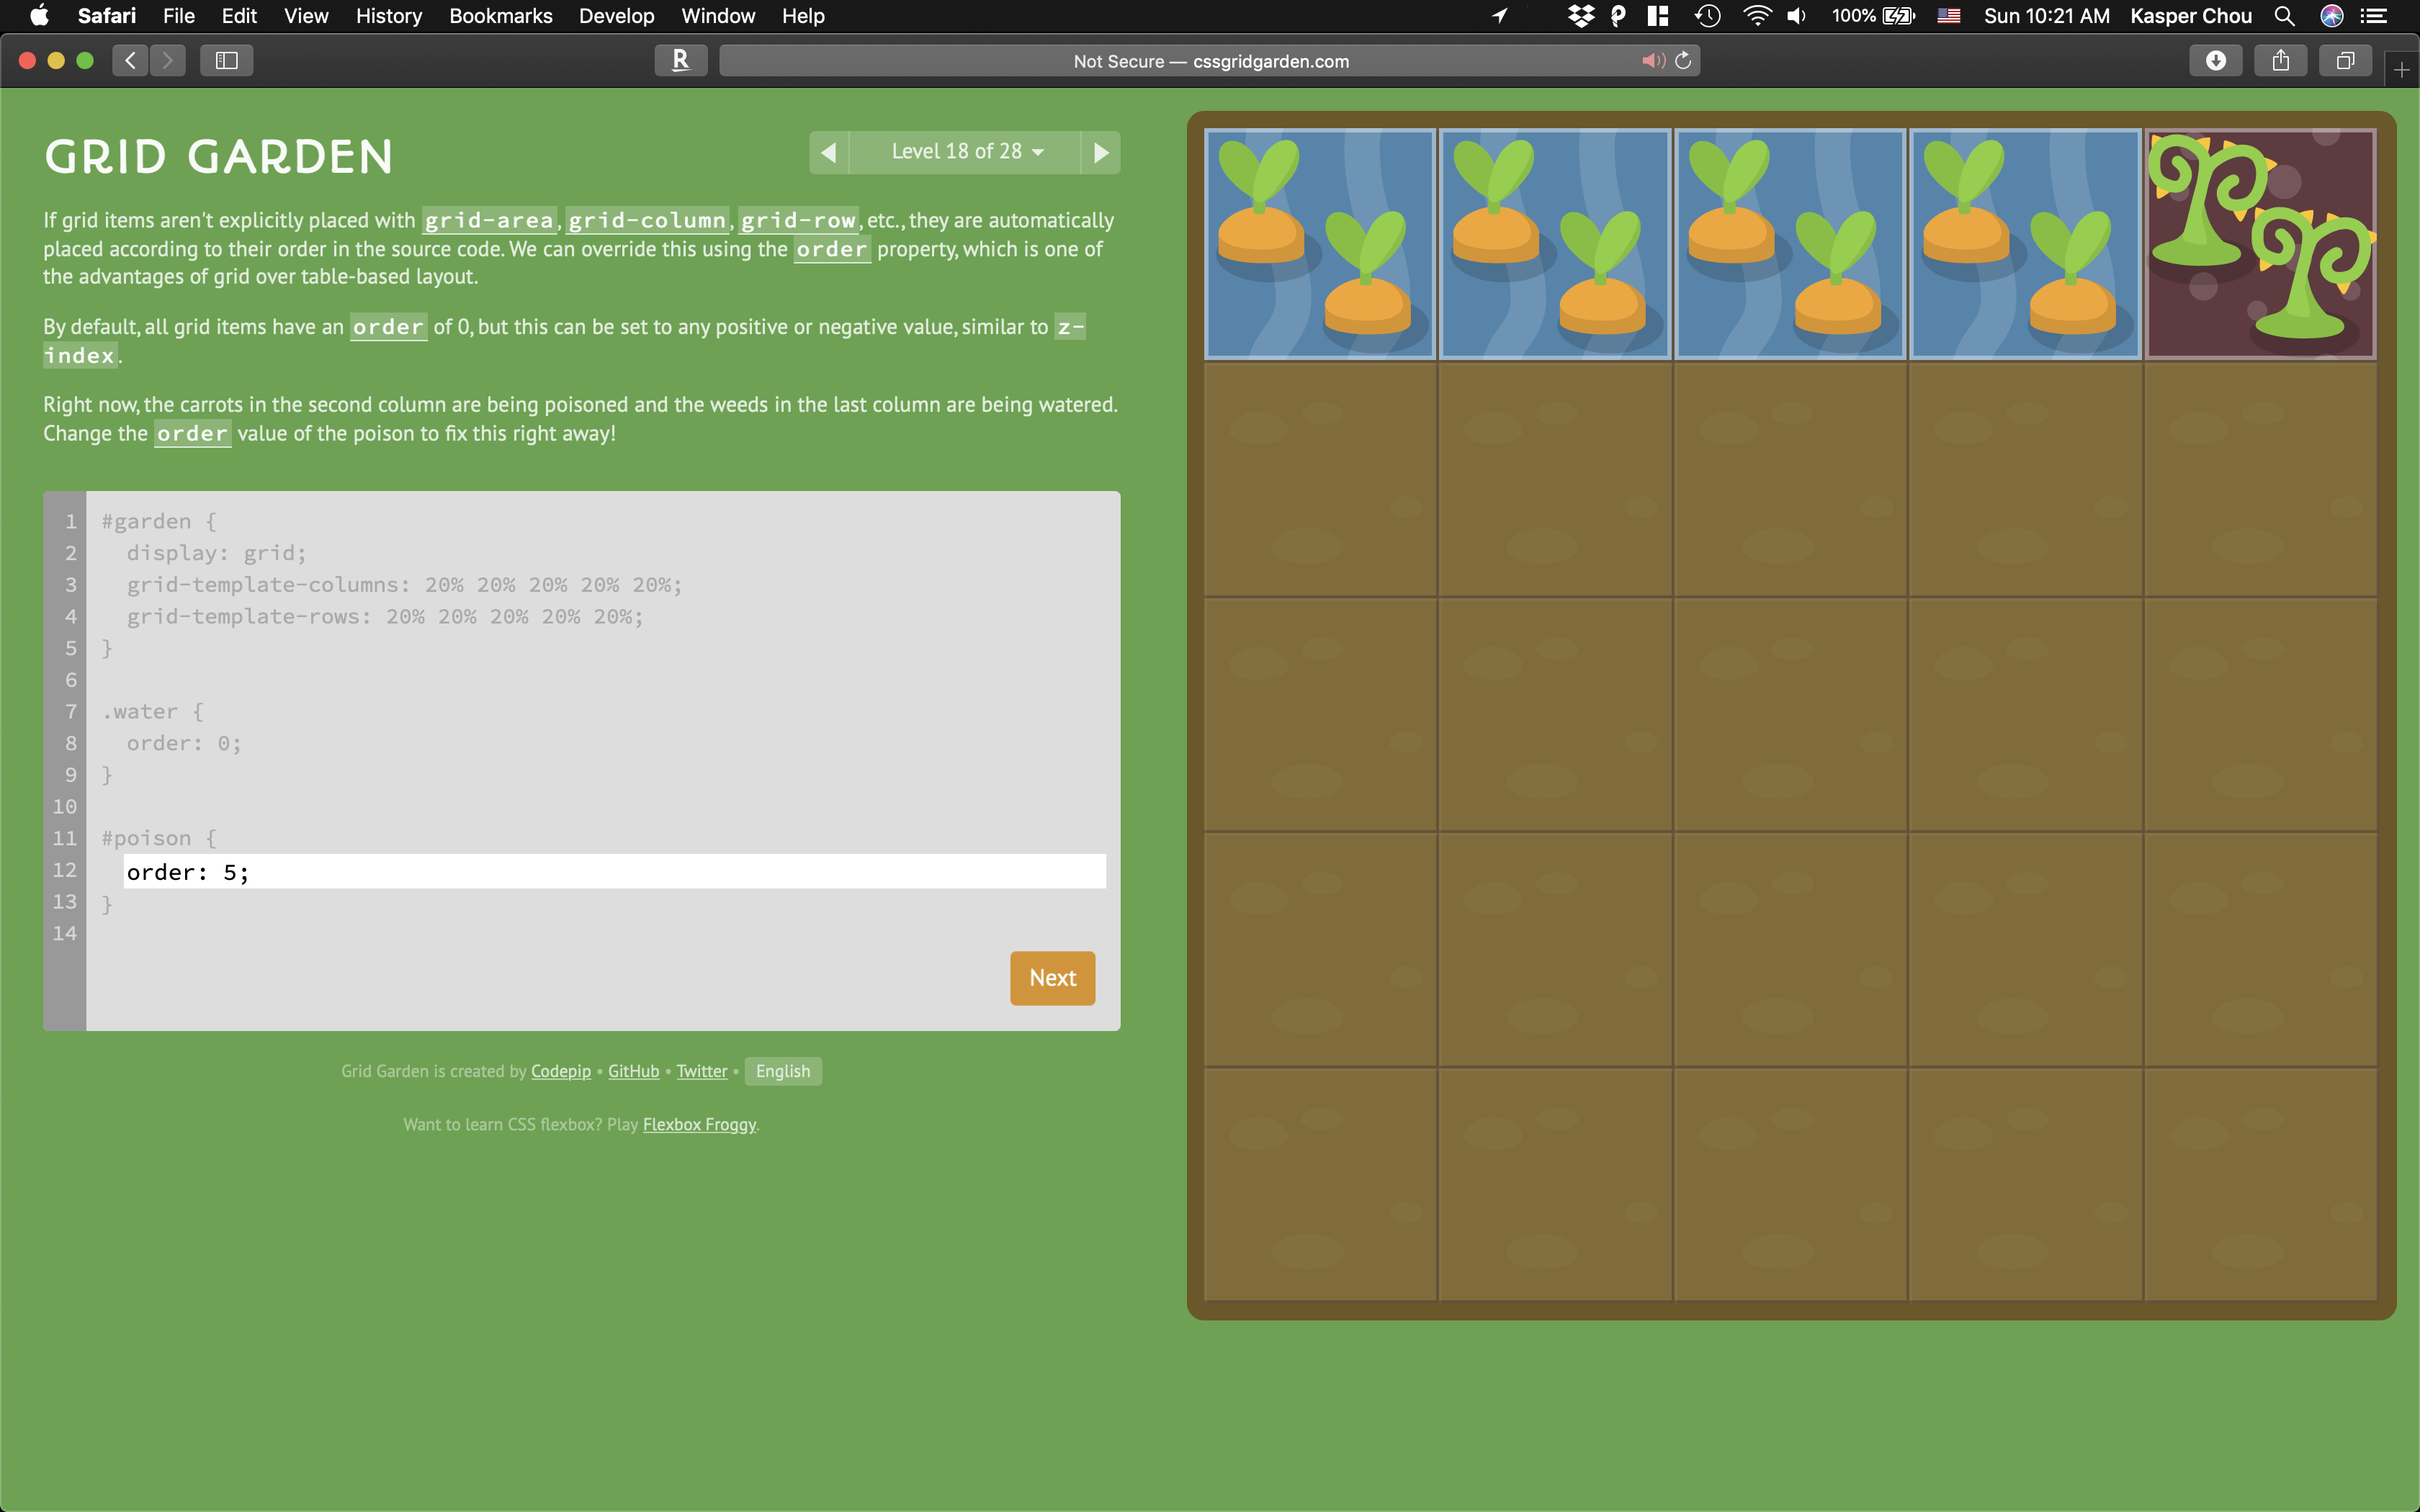 Safari File Edit View History Bookmarks Develop Window Help 100% Sun 10:21 AM Kasper Chou
R Not Secure — cssgridgarden.com
GRID GARDEN
Level 18 of 28
If grid items aren't explicitly placed with grid-area, grid-column, grid-row, etc., they are automatically
placed according to their order in the source code. We can override this using the order property, which is one of
the advantages of grid over table-based layout.
By default, all grid items have an order of 0, but this can be set to any positive or negative value, similar to z-
index.
Right now, the carrots in the second column are being poisoned and the weeds in the last column are being watered.
Change the order value of the poison to fix this right away!
1 #garden {
2 display: grid;
3 grid-template-columns: 20% 20% 20% 20% 20%;
4 grid-template-rows: 20% 20% 20% 20% 20%;
5 }
6
7 .water {
8 order: 0;
9 }
10
11 #poison {
12 order: 5;
13 }
14
Next
Grid Garden is created by Codepip • GitHub • Twitter • English
Want to learn CSS flexbox? Play Flexbox Froggy.